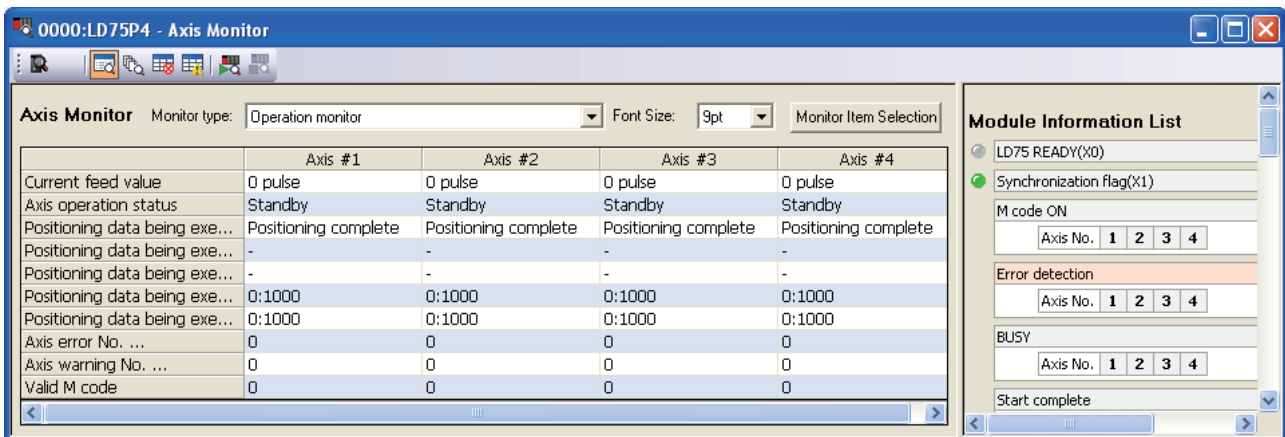 0000:LD75P4 - Axis Monitor
Axis Monitor Monitor type: Operation monitor Font Size: 9pt Monitor Item Selection
Axis #1 Axis #2 Axis #3 Axis #4
Current feed value 0 pulse 0 pulse 0 pulse 0 pulse
Axis operation status Standby Standby Standby Standby
Positioning data being exe... Positioning complete Positioning complete Positioning complete Positioning complete
Positioning data being exe... - - - -
Positioning data being exe... - - - -
Positioning data being exe... 0:1000 0:1000 0:1000 0:1000
Positioning data being exe... 0:1000 0:1000 0:1000 0:1000
Axis error No. ... 0 0 0 0
Axis warning No. ... 0 0 0 0
Valid M code 0 0 0 0
Module Information List
LD75 READY(X0)
Synchronization flag(X1)
M code ON
Axis No. 1 2 3 4
Error detection
Axis No. 1 2 3 4
BUSY
Axis No. 1 2 3 4
Start complete